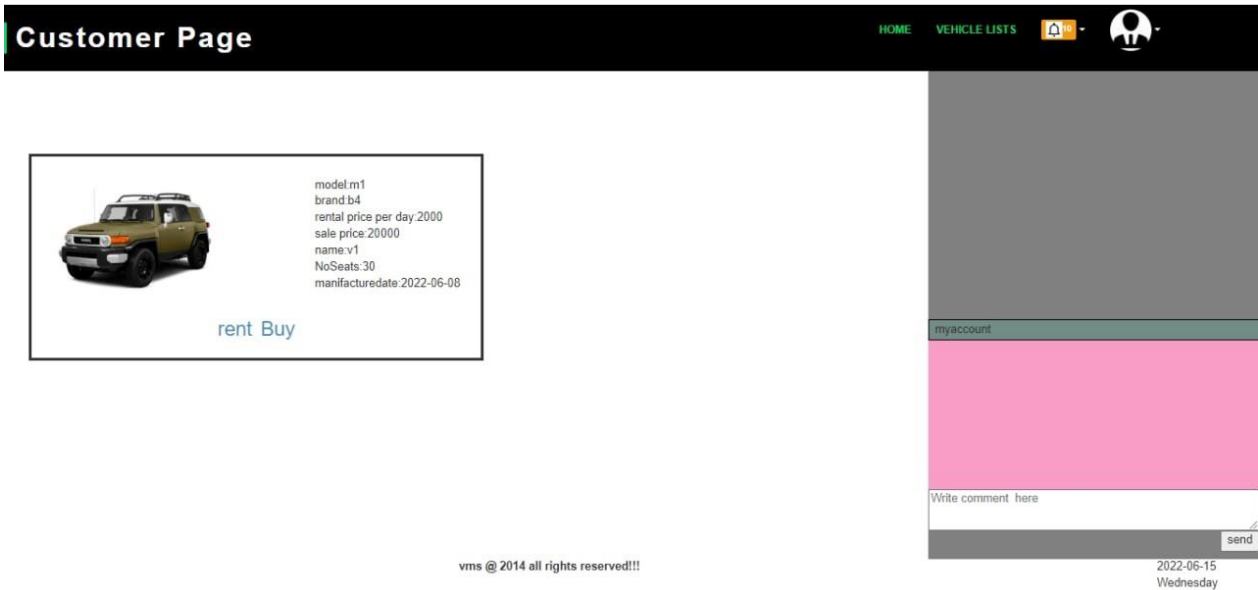 Customer Page
HOME
VEHICLE LISTS
10
model:m1
brand:b4
rental price per day:2000
sale price:20000
name:v1
NoSeats:30
manifacturedate:2022-06-08
rent Buy
myaccount
Write comment here
send
vms @ 2014 all rights reserved!!!
2022-06-15
Wednesday